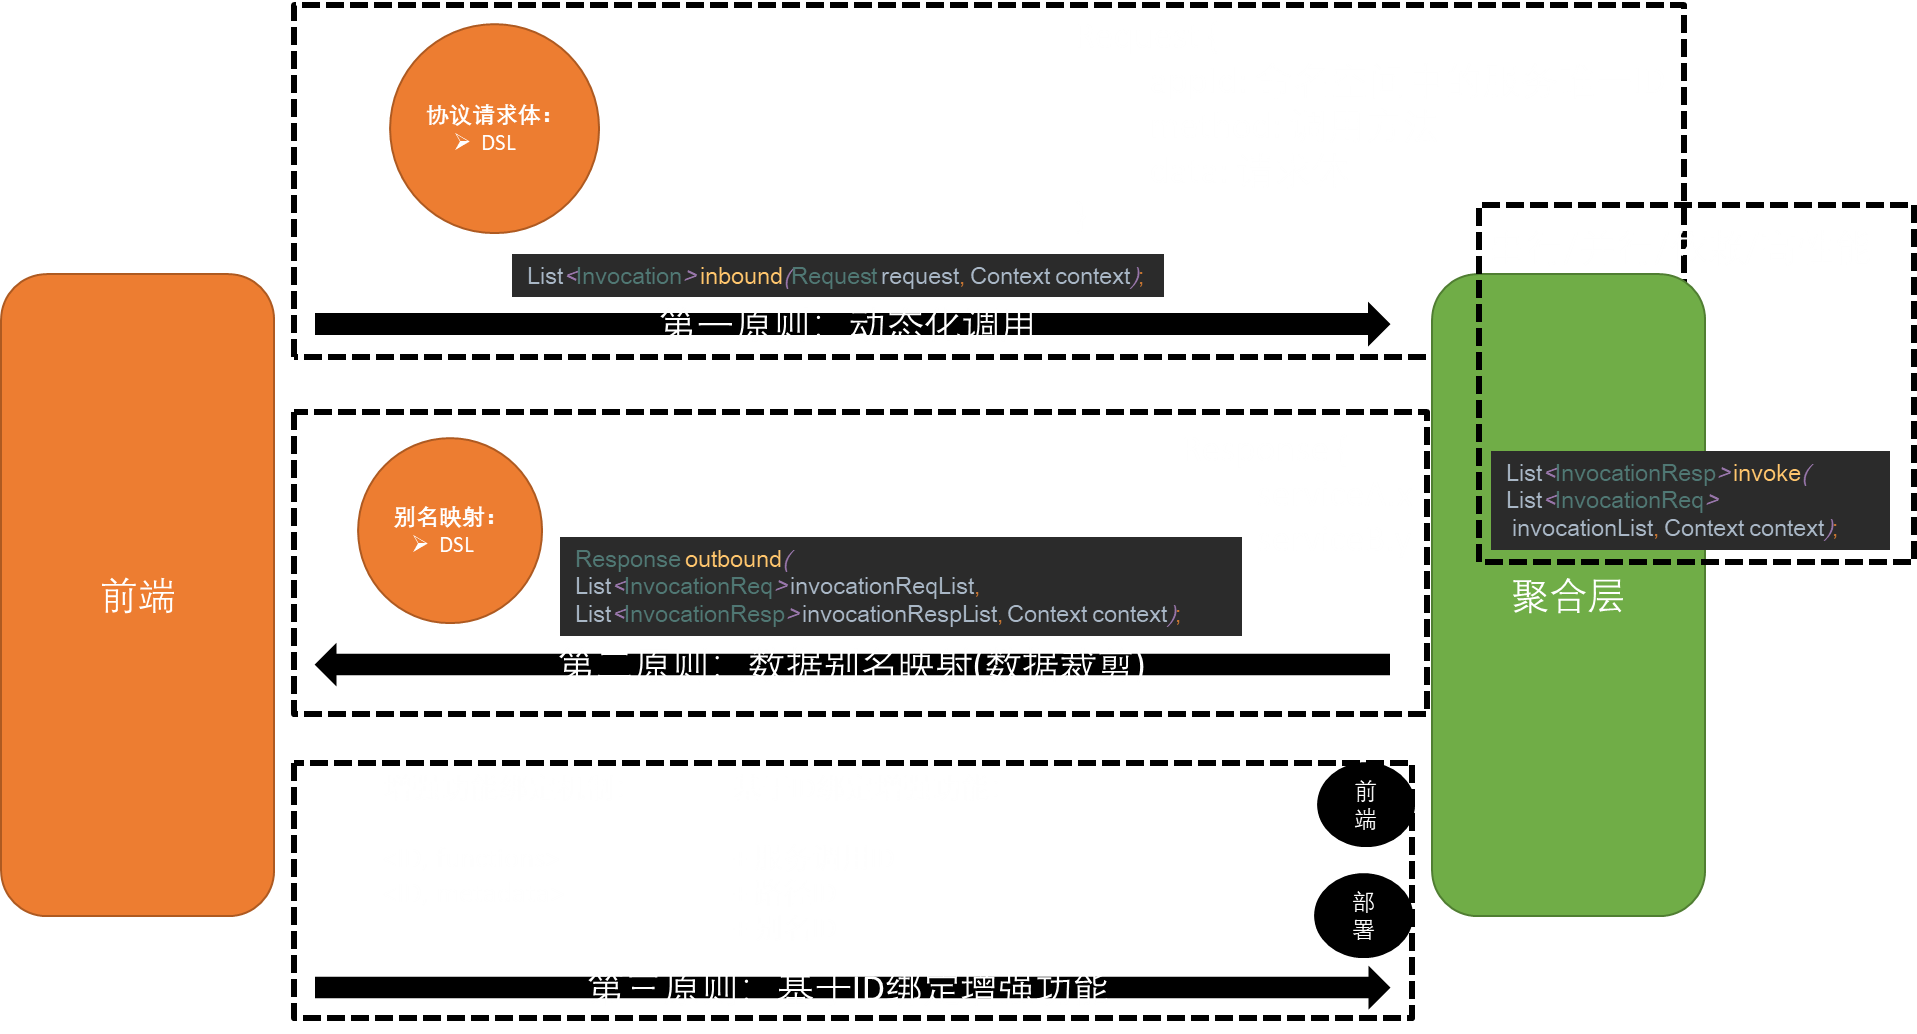 协议请求体：
DSL
List<Invocation> inbound(Request request, Context context);
第一原则：动态化调用
前端
别名映射：
DSL
Response outbound(
List<InvocationReq> invocationReqList,
List<InvocationResp> invocationRespList, Context context);
第二原则：数据别名映射(数据裁剪)
List<InvocationResp> invoke(
List<InvocationReq>
invocationList, Context context);
聚合层
前
端
部
署
第三原则：基于ID绑定增强功能